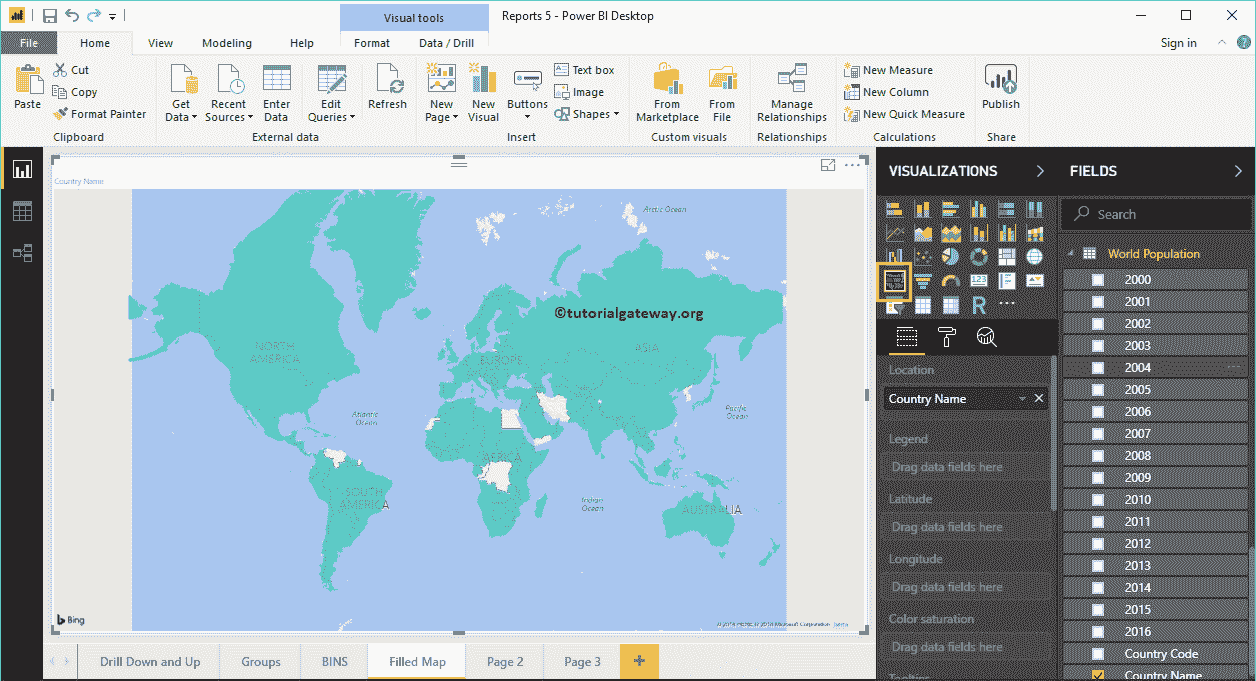 Visual tools
Reports 5 - Power BI Desktop
File
Home
View
Modeling
Help
Format
Data / Drill
Sign in
Paste
Cut
Copy
Format Painter
Clipboard
Get
Data
Recent
Sources
Enter
Data
Edit
Queries
External data
Refresh
New
Page
New
Visual
Buttons
Text box
Image
Shapes
Insert
From
Marketplace
From
File
Custom visuals
Manage
Relationships
Relationships
New Measure
New Column
New Quick Measure
Calculations
Publish
Share
Country Name
Arctic Ocean
©tutorialgateway.org
NORTH
AMERICA
EUROPE
ASIA
Atlantic
Ocean
Pacific
Ocean
AFRICA
SOUTH
AMERICA
Indian
Ocean
AUSTRALIA
Bing
Microsoft Corporation Terms
Drill Down and Up
Groups
BINS
Filled Map
Page 2
Page 3
+
VISUALIZATIONS
123
R
Location
Country Name
Legend
Drag data fields here
Latitude
Drag data fields here
Longitude
Drag data fields here
Color saturation
Drag data fields here
Tooltips
FIELDS
Search
World Population
2000
2001
2002
2003
2004
2005
2006
2007
2008
2009
2010
2011
2012
2013
2014
2015
2016
Country Code
Country Name